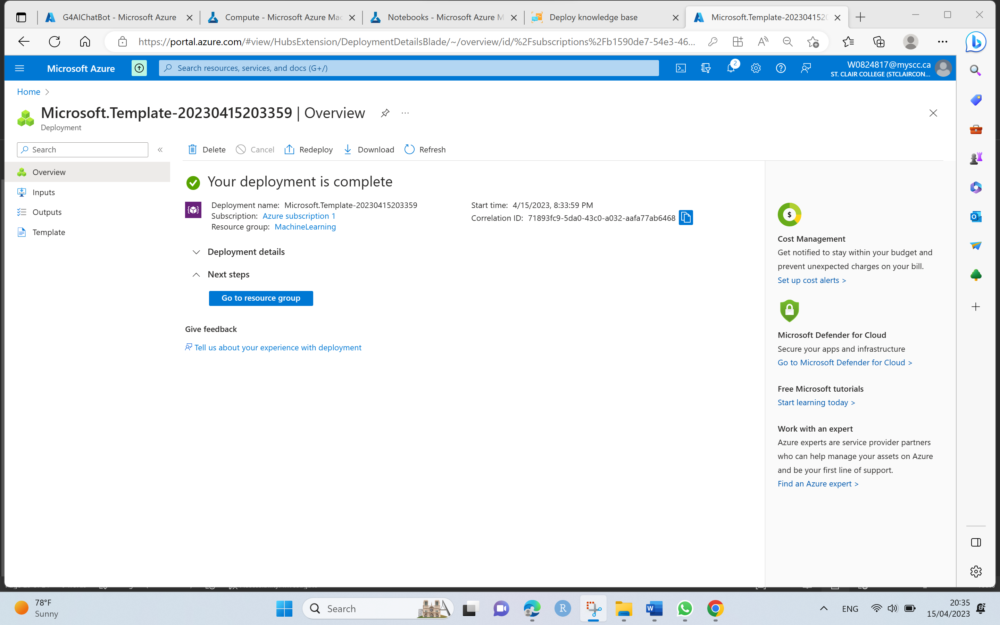 G4AIChatBot - Microsoft Azure
Compute - Microsoft Azure Mac
Notebooks - Microsoft Azure M
Deploy knowledge base
Microsoft.Template-2023041520
https://portal.azure.com/#view/HubsExtension/DeploymentDetailsBlade/~/overview/id/%2Fsubscriptions%2Fb1590de7-54e3-46...
Microsoft Azure
Search resources, services, and docs (G+/)
2
W0824817@myscc.ca
ST. CLAIR COLLEGE (STCLAIRCON...
Home
Microsoft.Template-20230415203359 | Overview
Deployment
Search
Delete
Cancel
Redeploy
Download
Refresh
Overview
Inputs
Outputs
Template
Your deployment is complete
Deployment name: Microsoft.Template-20230415203359
Subscription: Azure subscription 1
Resource group: MachineLearning
Start time: 4/15/2023, 8:33:59 PM
Correlation ID: 71893fc9-5da0-43c0-a032-aafa77ab6468
Deployment details
Next steps
Go to resource group
Give feedback
Tell us about your experience with deployment
$
Cost Management
Get notified to stay within your budget and
prevent unexpected charges on your bill.
Set up cost alerts >
Microsoft Defender for Cloud
Secure your apps and infrastructure
Go to Microsoft Defender for Cloud >
Free Microsoft tutorials
Start learning today >
Work with an expert
Azure experts are service provider partners
who can help manage your assets on Azure
and be your first line of support.
Find an Azure expert >
78°F
Sunny
Search
R
W
ENG
20:35
15/04/2023